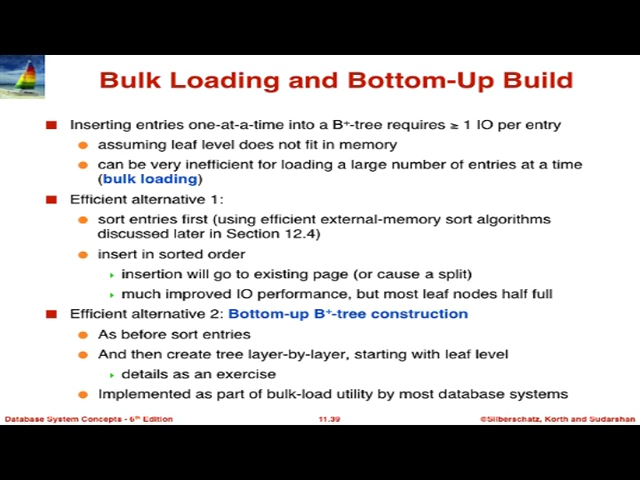 Bulk Loading and Bottom-Up Build
Inserting entries one-at-a-time into a B+-tree requires ≥ 1 IO per entry
assuming leaf level does not fit in memory
can be very inefficient for loading a large number of entries at a time
(bulk loading)
Efficient alternative 1:
sort entries first (using efficient external-memory sort algorithms
discussed later in Section 12.4)
insert in sorted order
insertion will go to existing page (or cause a split)
much improved IO performance, but most leaf nodes half full
Efficient alternative 2: Bottom-up B+-tree construction
As before sort entries
And then create tree layer-by-layer, starting with leaf level
details as an exercise
Implemented as part of bulk-load utility by most database systems
Database System Concepts - 6th Edition 11.39 ©Silberschatz, Korth and Sudarshan